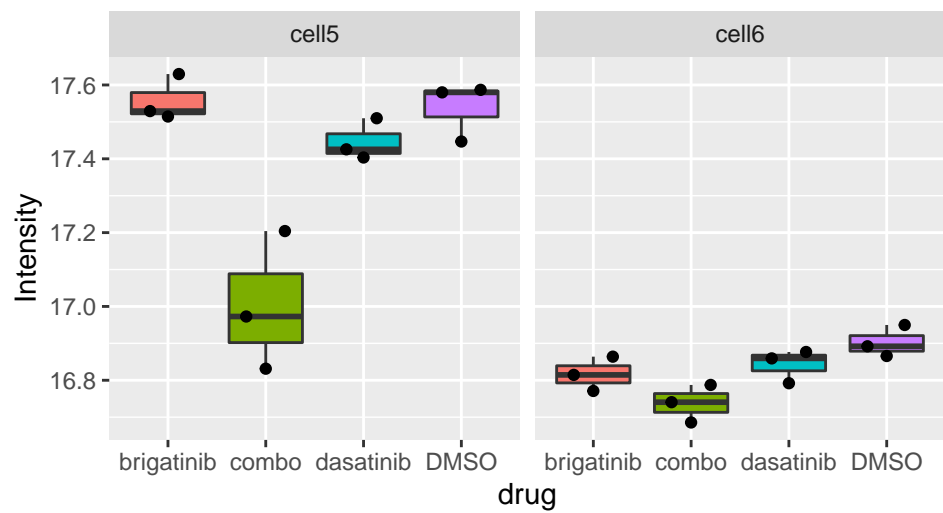 cell5 cell6
17.6
17.4
17.2
17.0
16.8
Intensity
brigatinib combo dasatinib DMSO brigatinib combo dasatinib DMSO
drug